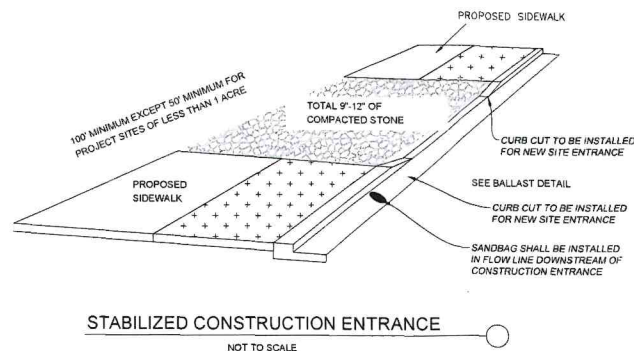 PROPOSED SIDEWALK
100' MINIMUM EXCEPT 50' MINIMUM FOR
PROJECT SITES OF LESS THAN 1 ACRE
TOTAL 9"-12" OF
COMPACTED STONE
CURB CUT TO BE INSTALLED
FOR NEW SITE ENTRANCE
PROPOSED
SIDEWALK
SEE BALLAST DETAIL
CURB CUT TO BE INSTALLED
FOR NEW SITE ENTRANCE
SANDBAG SHALL BE INSTALLED
IN FLOW LINE DOWNSTREAM OF
CONSTRUCTION ENTRANCE
STABILIZED CONSTRUCTION ENTRANCE
NOT TO SCALE